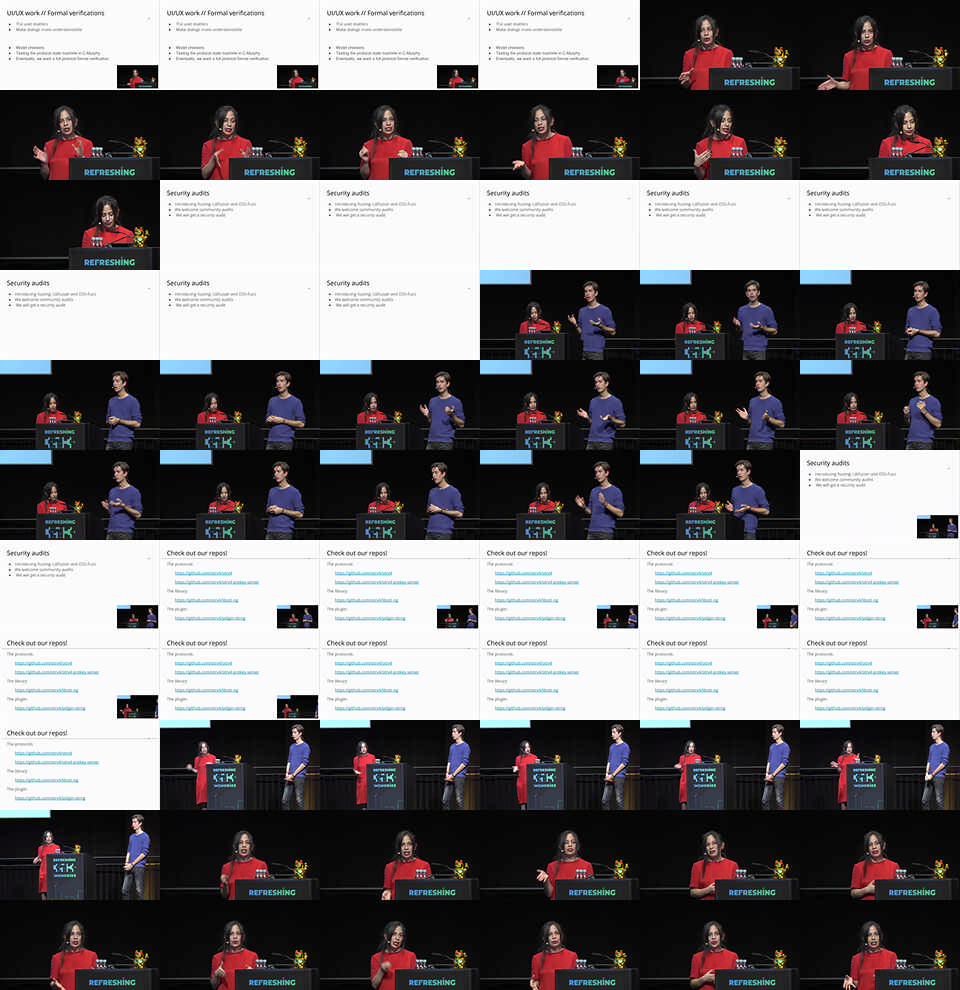 UI/UX work // Formal verifications
The user matters
Make dialogs more understandable
Model checkers
Testing the protocol state machine in C-Murphy
Eventually, we want a full protocol formal verification
REFRESHING
Security audits
Introducing fuzzing: Libfuzzer and OSS-Fuzz
We welcome community audits
We will get a security audit
REFRESHING
Check out our repos!
The protocols:
https://github.com/otrv4/otrv4
https://github.com/otrv4/otrv4-prekey-server
The library:
https://github.com/otrv4/libotr-ng
The plugin:
https://github.com/otrv4/pidgin-otrng
REFRESHING
MEMORIES
REFRESHING